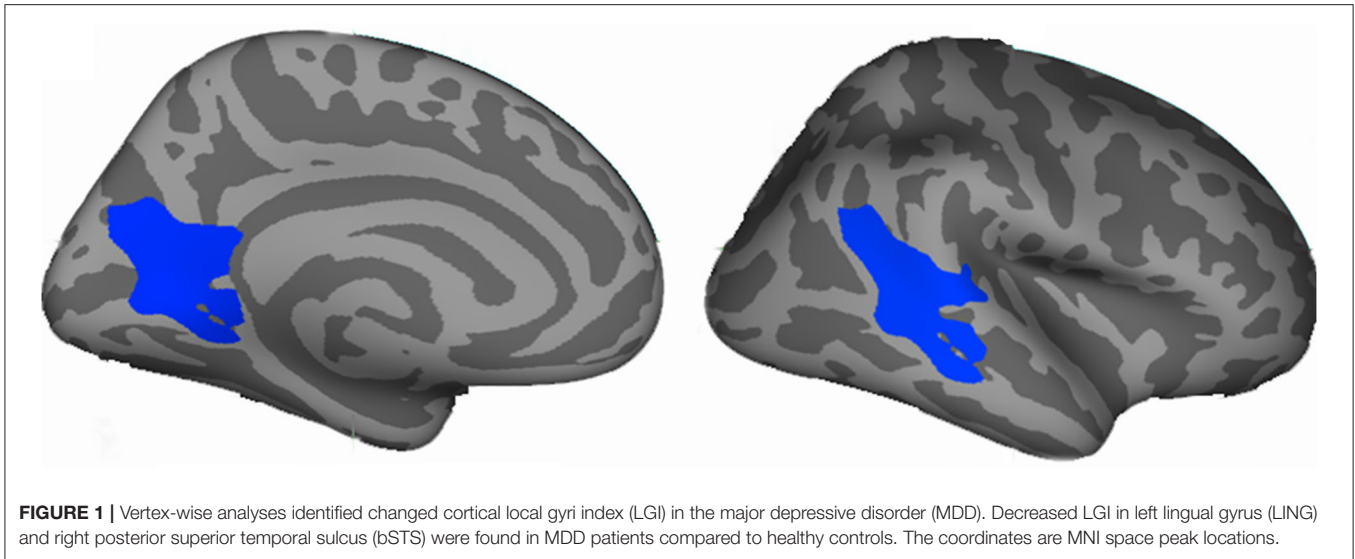 FIGURE 1 | Vertex-wise analyses identified changed cortical local gyri index (LGI) in the major depressive disorder (MDD). Decreased LGI in left lingual gyrus (LING)
and right posterior superior temporal sulcus (bSTS) were found in MDD patients compared to healthy controls. The coordinates are MNI space peak locations.